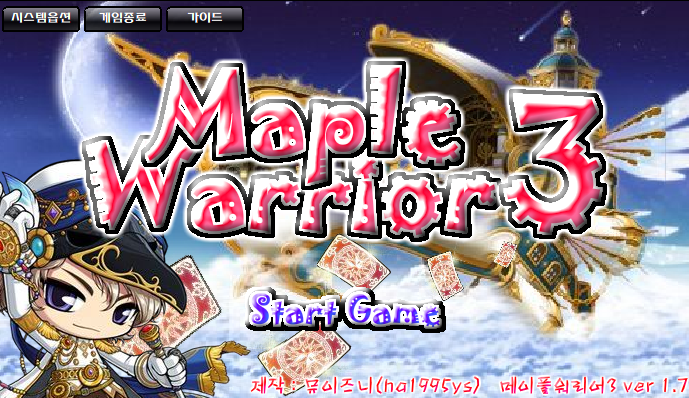 시스템옵션 게임종료 가이드
Maple
Warrior 3
Start Game
제작 : 뮤이즈니(ha1995ys) 메이플워리어3 ver 1.7